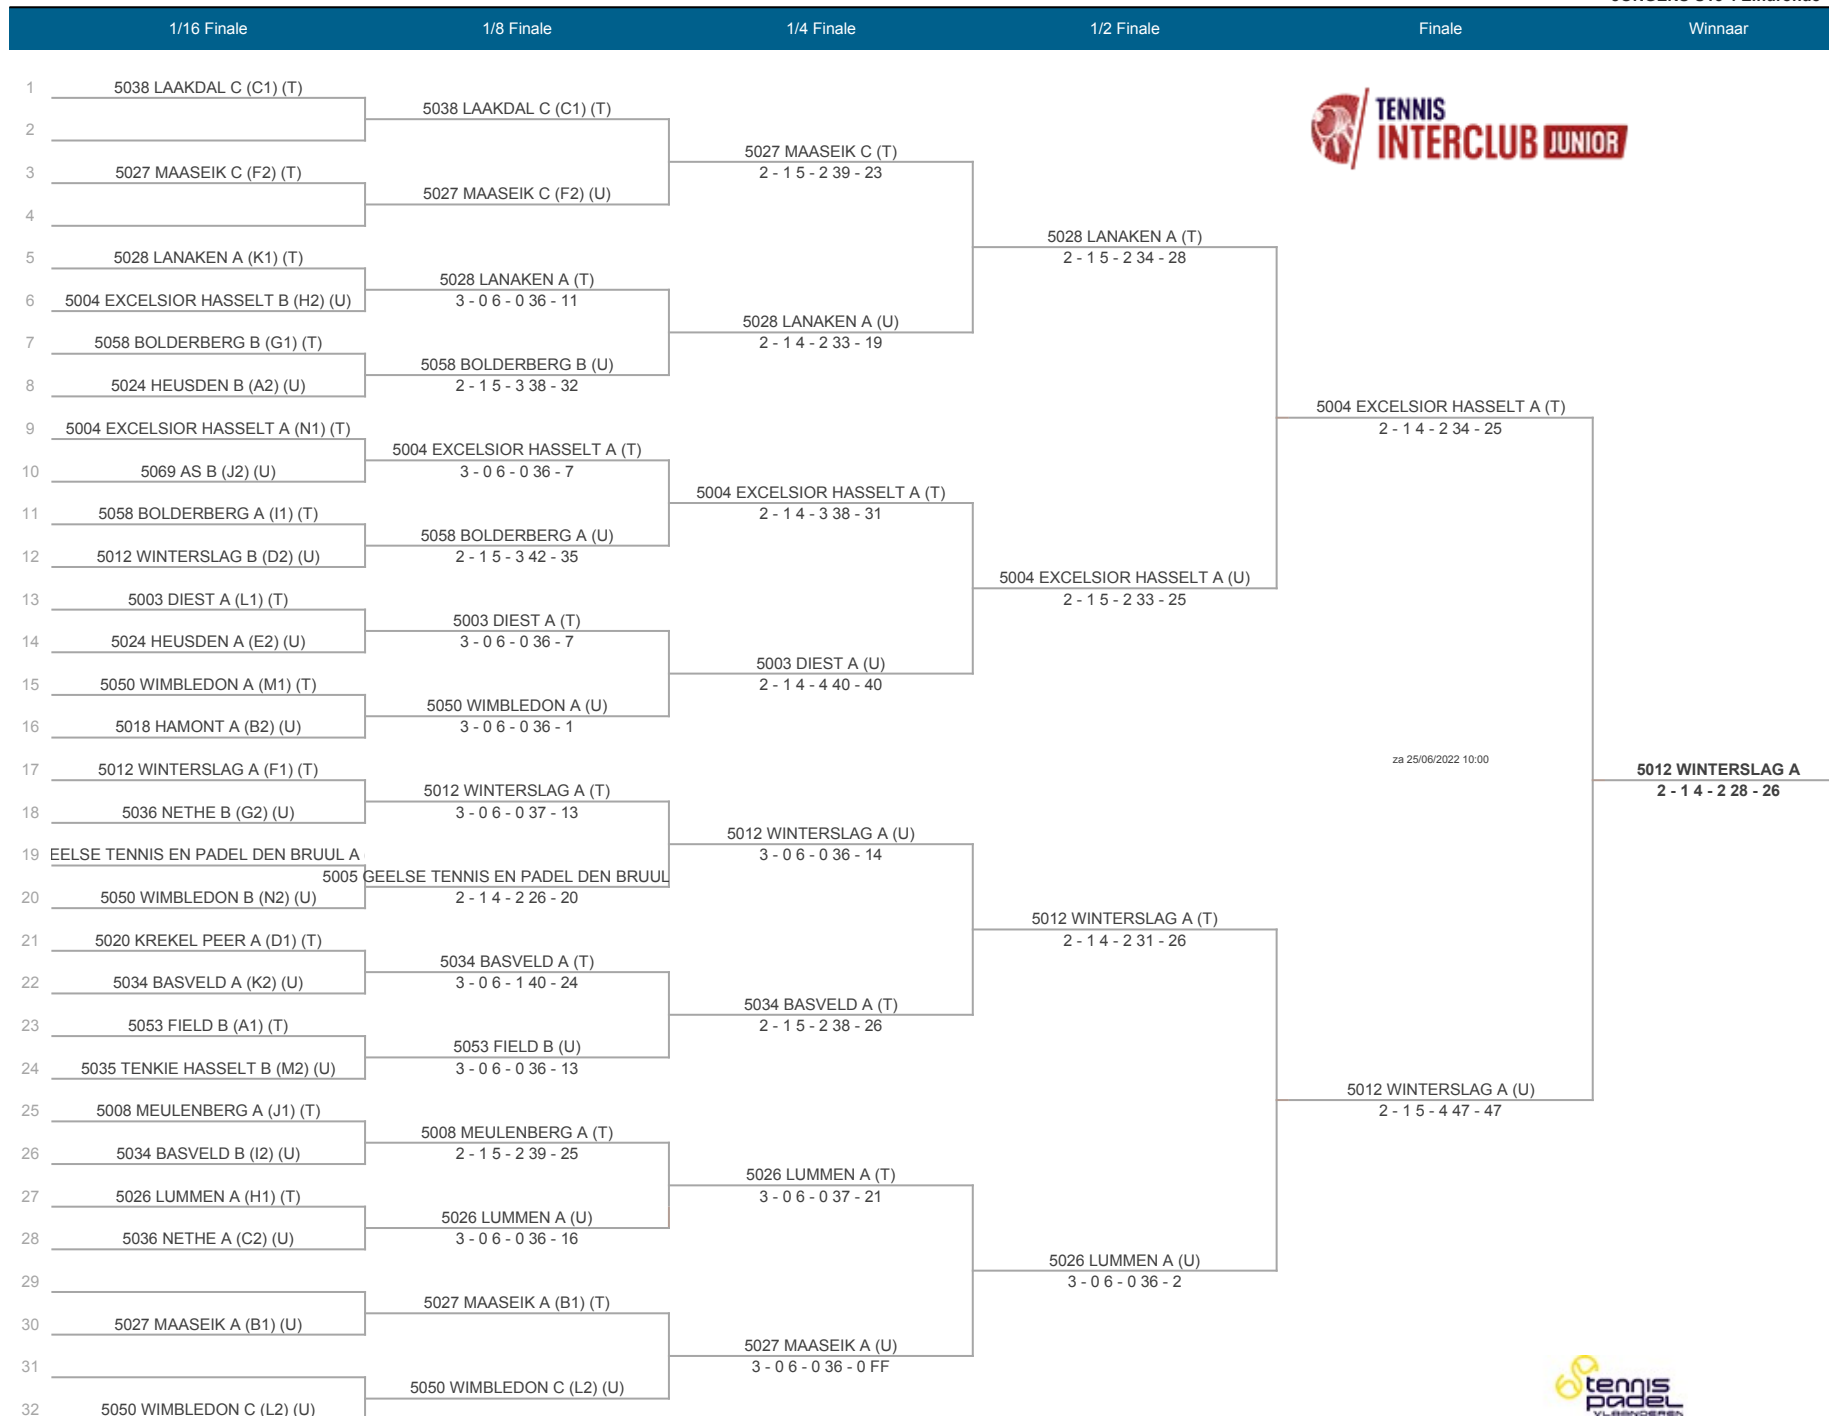 1/16 Finale
1/8 Finale
1/4 Finale
1/2 Finale
Finale
Winnaar
TENNIS
INTERCLUB JUNIOR
1 5038 LAAKDAL C (C1) (T)
2
3 5027 MAASEIK C (F2) (T)
4
5 5028 LANAKEN A (K1) (T)
6 5004 EXCELSIOR HASSELT B (H2) (U)
7 5058 BOLDERBERG B (G1) (T)
8 5024 HEUSDEN B (A2) (U)
9 5004 EXCELSIOR HASSELT A (N1) (T)
10 5069 AS B (J2) (U)
11 5058 BOLDERBERG A (I1) (T)
12 5012 WINTERSLAG B (D2) (U)
13 5003 DIEST A (L1) (T)
14 5024 HEUSDEN A (E2) (U)
15 5050 WIMBLEDON A (M1) (T)
16 5018 HAMONT A (B2) (U)
17 5012 WINTERSLAG A (F1) (T)
18 5036 NETHE B (G2) (U)
19 EELSE TENNIS EN PADEL DEN BRUUL A
20 5050 WIMBLEDON B (N2) (U)
21 5020 KREKEL PEER A (D1) (T)
22 5034 BASVELD A (K2) (U)
23 5053 FIELD B (A1) (T)
24 5035 TENKIE HASSELT B (M2) (U)
25 5008 MEULENBERG A (J1) (T)
26 5034 BASVELD B (I2) (U)
27 5026 LUMMEN A (H1) (T)
28 5036 NETHE A (C2) (U)
29
30 5027 MAASEIK A (B1) (U)
31
32 5050 WIMBLEDON C (L2) (U)
5038 LAAKDAL C (C1) (T)
5027 MAASEIK C (F2) (U)
5028 LANAKEN A (T)
3 - 0 6 - 0 36 - 11
5058 BOLDERBERG B (U)
2 - 1 5 - 3 38 - 32
5004 EXCELSIOR HASSELT A (T)
3 - 0 6 - 0 36 - 7
5058 BOLDERBERG A (U)
2 - 1 5 - 3 42 - 35
5003 DIEST A (T)
3 - 0 6 - 0 36 - 7
5050 WIMBLEDON A (U)
3 - 0 6 - 0 36 - 1
5012 WINTERSLAG A (T)
3 - 0 6 - 0 37 - 13
5005 GEELSE TENNIS EN PADEL DEN BRUUL
2 - 1 4 - 2 26 - 20
5034 BASVELD A (T)
3 - 0 6 - 1 40 - 24
5053 FIELD B (U)
3 - 0 6 - 0 36 - 13
5008 MEULENBERG A (T)
2 - 1 5 - 2 39 - 25
5026 LUMMEN A (U)
3 - 0 6 - 0 36 - 16
5027 MAASEIK A (B1) (T)
5050 WIMBLEDON C (L2) (U)
5027 MAASEIK C (T)
2 - 1 5 - 2 39 - 23
5028 LANAKEN A (U)
2 - 1 4 - 2 33 - 19
5004 EXCELSIOR HASSELT A (T)
2 - 1 4 - 3 38 - 31
5003 DIEST A (U)
2 - 1 4 - 4 40 - 40
5012 WINTERSLAG A (U)
3 - 0 6 - 0 36 - 14
5034 BASVELD A (T)
2 - 1 5 - 2 38 - 26
5026 LUMMEN A (T)
3 - 0 6 - 0 37 - 21
5027 MAASEIK A (U)
3 - 0 6 - 0 36 - 0 FF
5028 LANAKEN A (T)
2 - 1 5 - 2 34 - 28
5004 EXCELSIOR HASSELT A (U)
2 - 1 5 - 2 33 - 25
5012 WINTERSLAG A (T)
2 - 1 4 - 2 31 - 26
5026 LUMMEN A (U)
3 - 0 6 - 0 36 - 2
5004 EXCELSIOR HASSELT A (T)
2 - 1 4 - 2 34 - 25
za 25/06/2022 10:00
5012 WINTERSLAG A (U)
2 - 1 5 - 4 47 - 47
5012 WINTERSLAG A
2 - 1 4 - 2 28 - 26
tennis
padel
VLAANDEREN